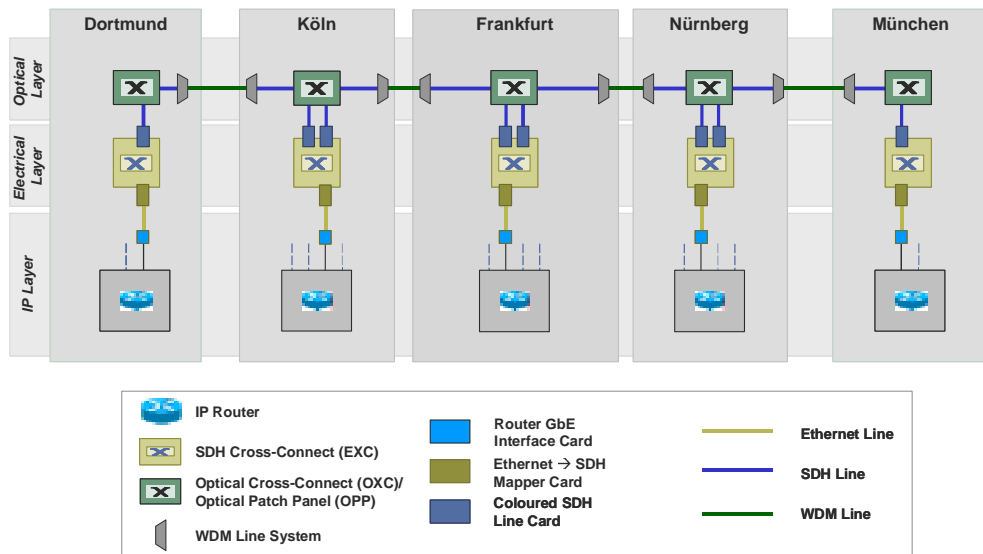 Dortmund
Köln
Frankfurt
Nürnberg
München
Optical
Layer
Electrical
Layer
IP Layer
IP Router
SDH Cross-Connect (EXC)
Optical Cross-Connect (OXC)/
Optical Patch Panel (OPP)
WDM Line System
Router GbE
Interface Card
Ethernet → SDH
Mapper Card
Coloured SDH
Line Card
Ethernet Line
SDH Line
WDM Line